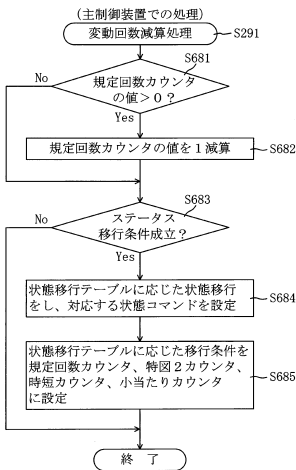 (主制御装置での処理)
変動回数減算処理
S291
S681
No
規定回数カウンタ
の値>0?
Yes
規定回数カウンタの値を1減算
S682
S683
No
ステータス
移行条件成立?
Yes
状態移行テーブルに応じた状態移行
をし、対応する状態コマンドを設定
S684
状態移行テーブルに応じた移行条件を
規定回数カウンタ、特図2カウンタ、
時短カウンタ、小当たりカウンタ
に設定
S685
終 了